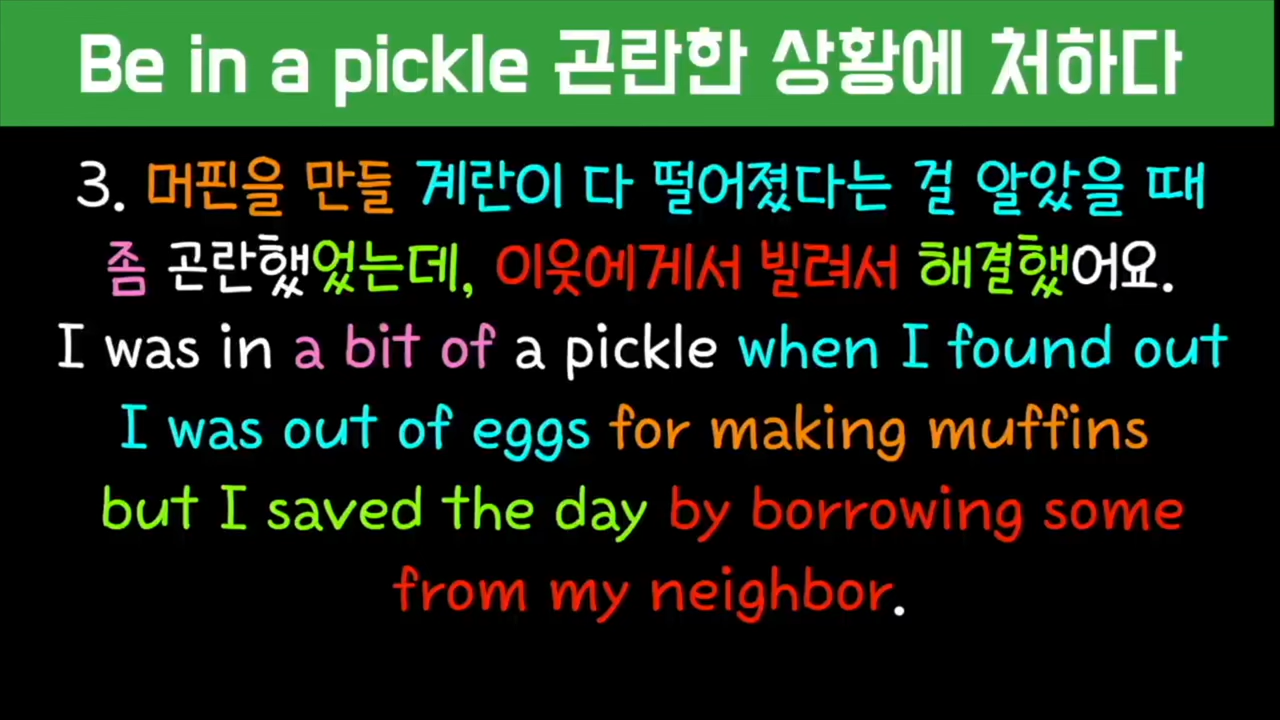 Be in a pickle 곤란한 상황에 처하다
3. 머핀을 만들 계란이 다 떨어졌다는 걸 알았을 때
좀 곤란했었는데, 이웃에게서 빌려서 해결했어요.
I was in a bit of a pickle when I found out
I was out of eggs for making muffins
but I saved the day by borrowing some
from my neighbor.